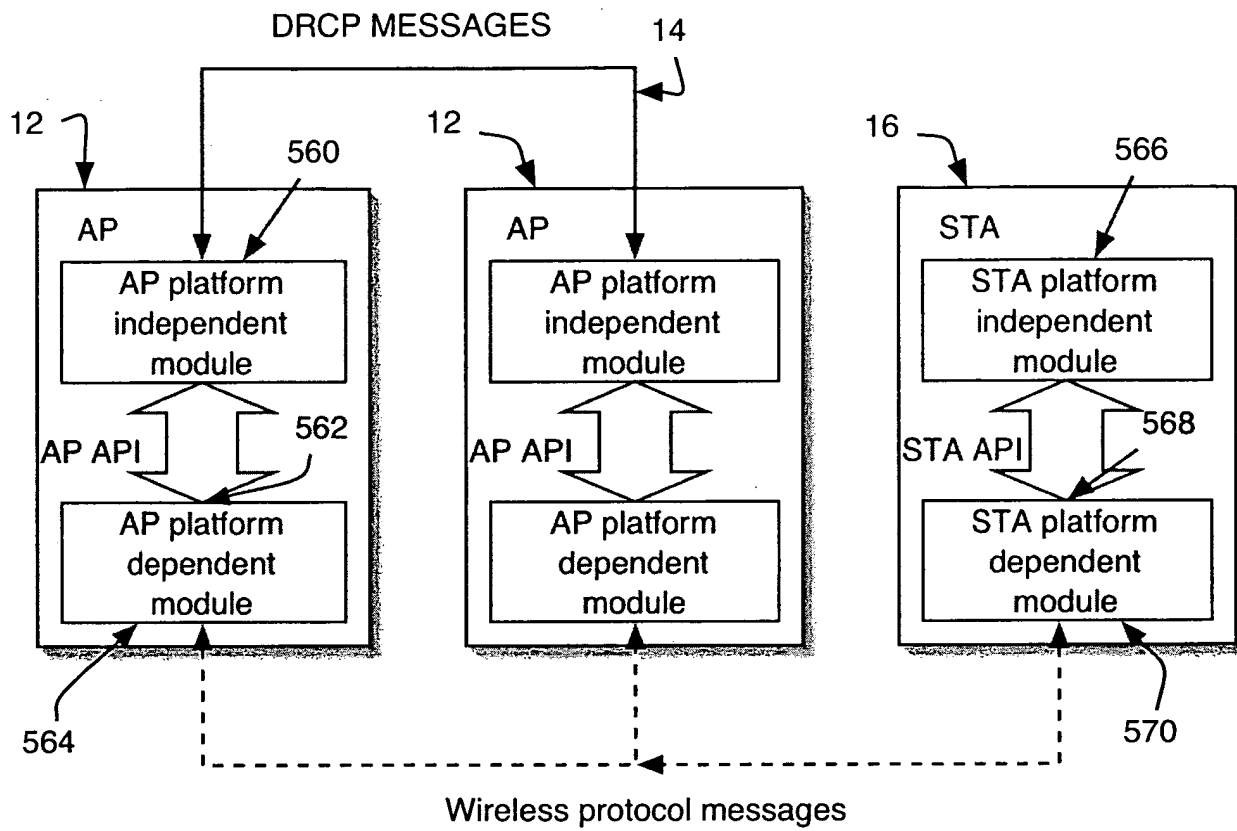 DRCP MESSAGES
14
12
12
16
560
566
AP
AP
STA
AP platform
independent
module
AP platform
independent
module
STA platform
independent
module
AP API
562
AP API
STA API
568
AP platform
dependent
module
AP platform
dependent
module
STA platform
dependent
module
564
570
Wireless protocol messages